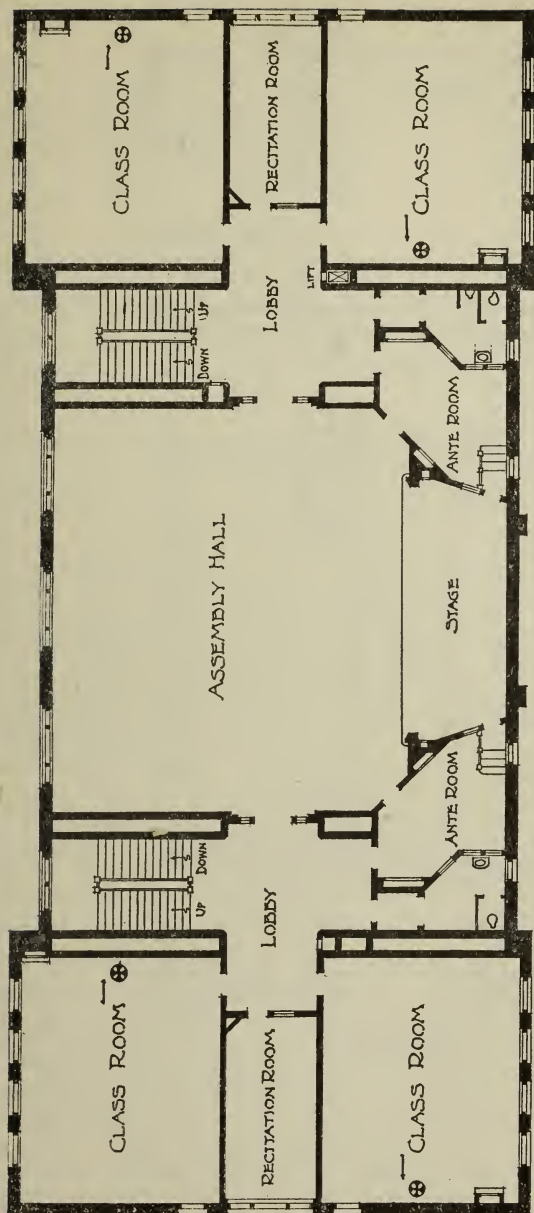 CLASS ROOM
RECITATION ROOM
CLASS ROOM
UP
DOWN
LOBBY
LIFT
ASSEMBLY HALL
ANTE ROOM
STAGE
ANTE ROOM
DOWN
UP
LOBBY
CLASS ROOM
RECITATION ROOM
CLASS ROOM